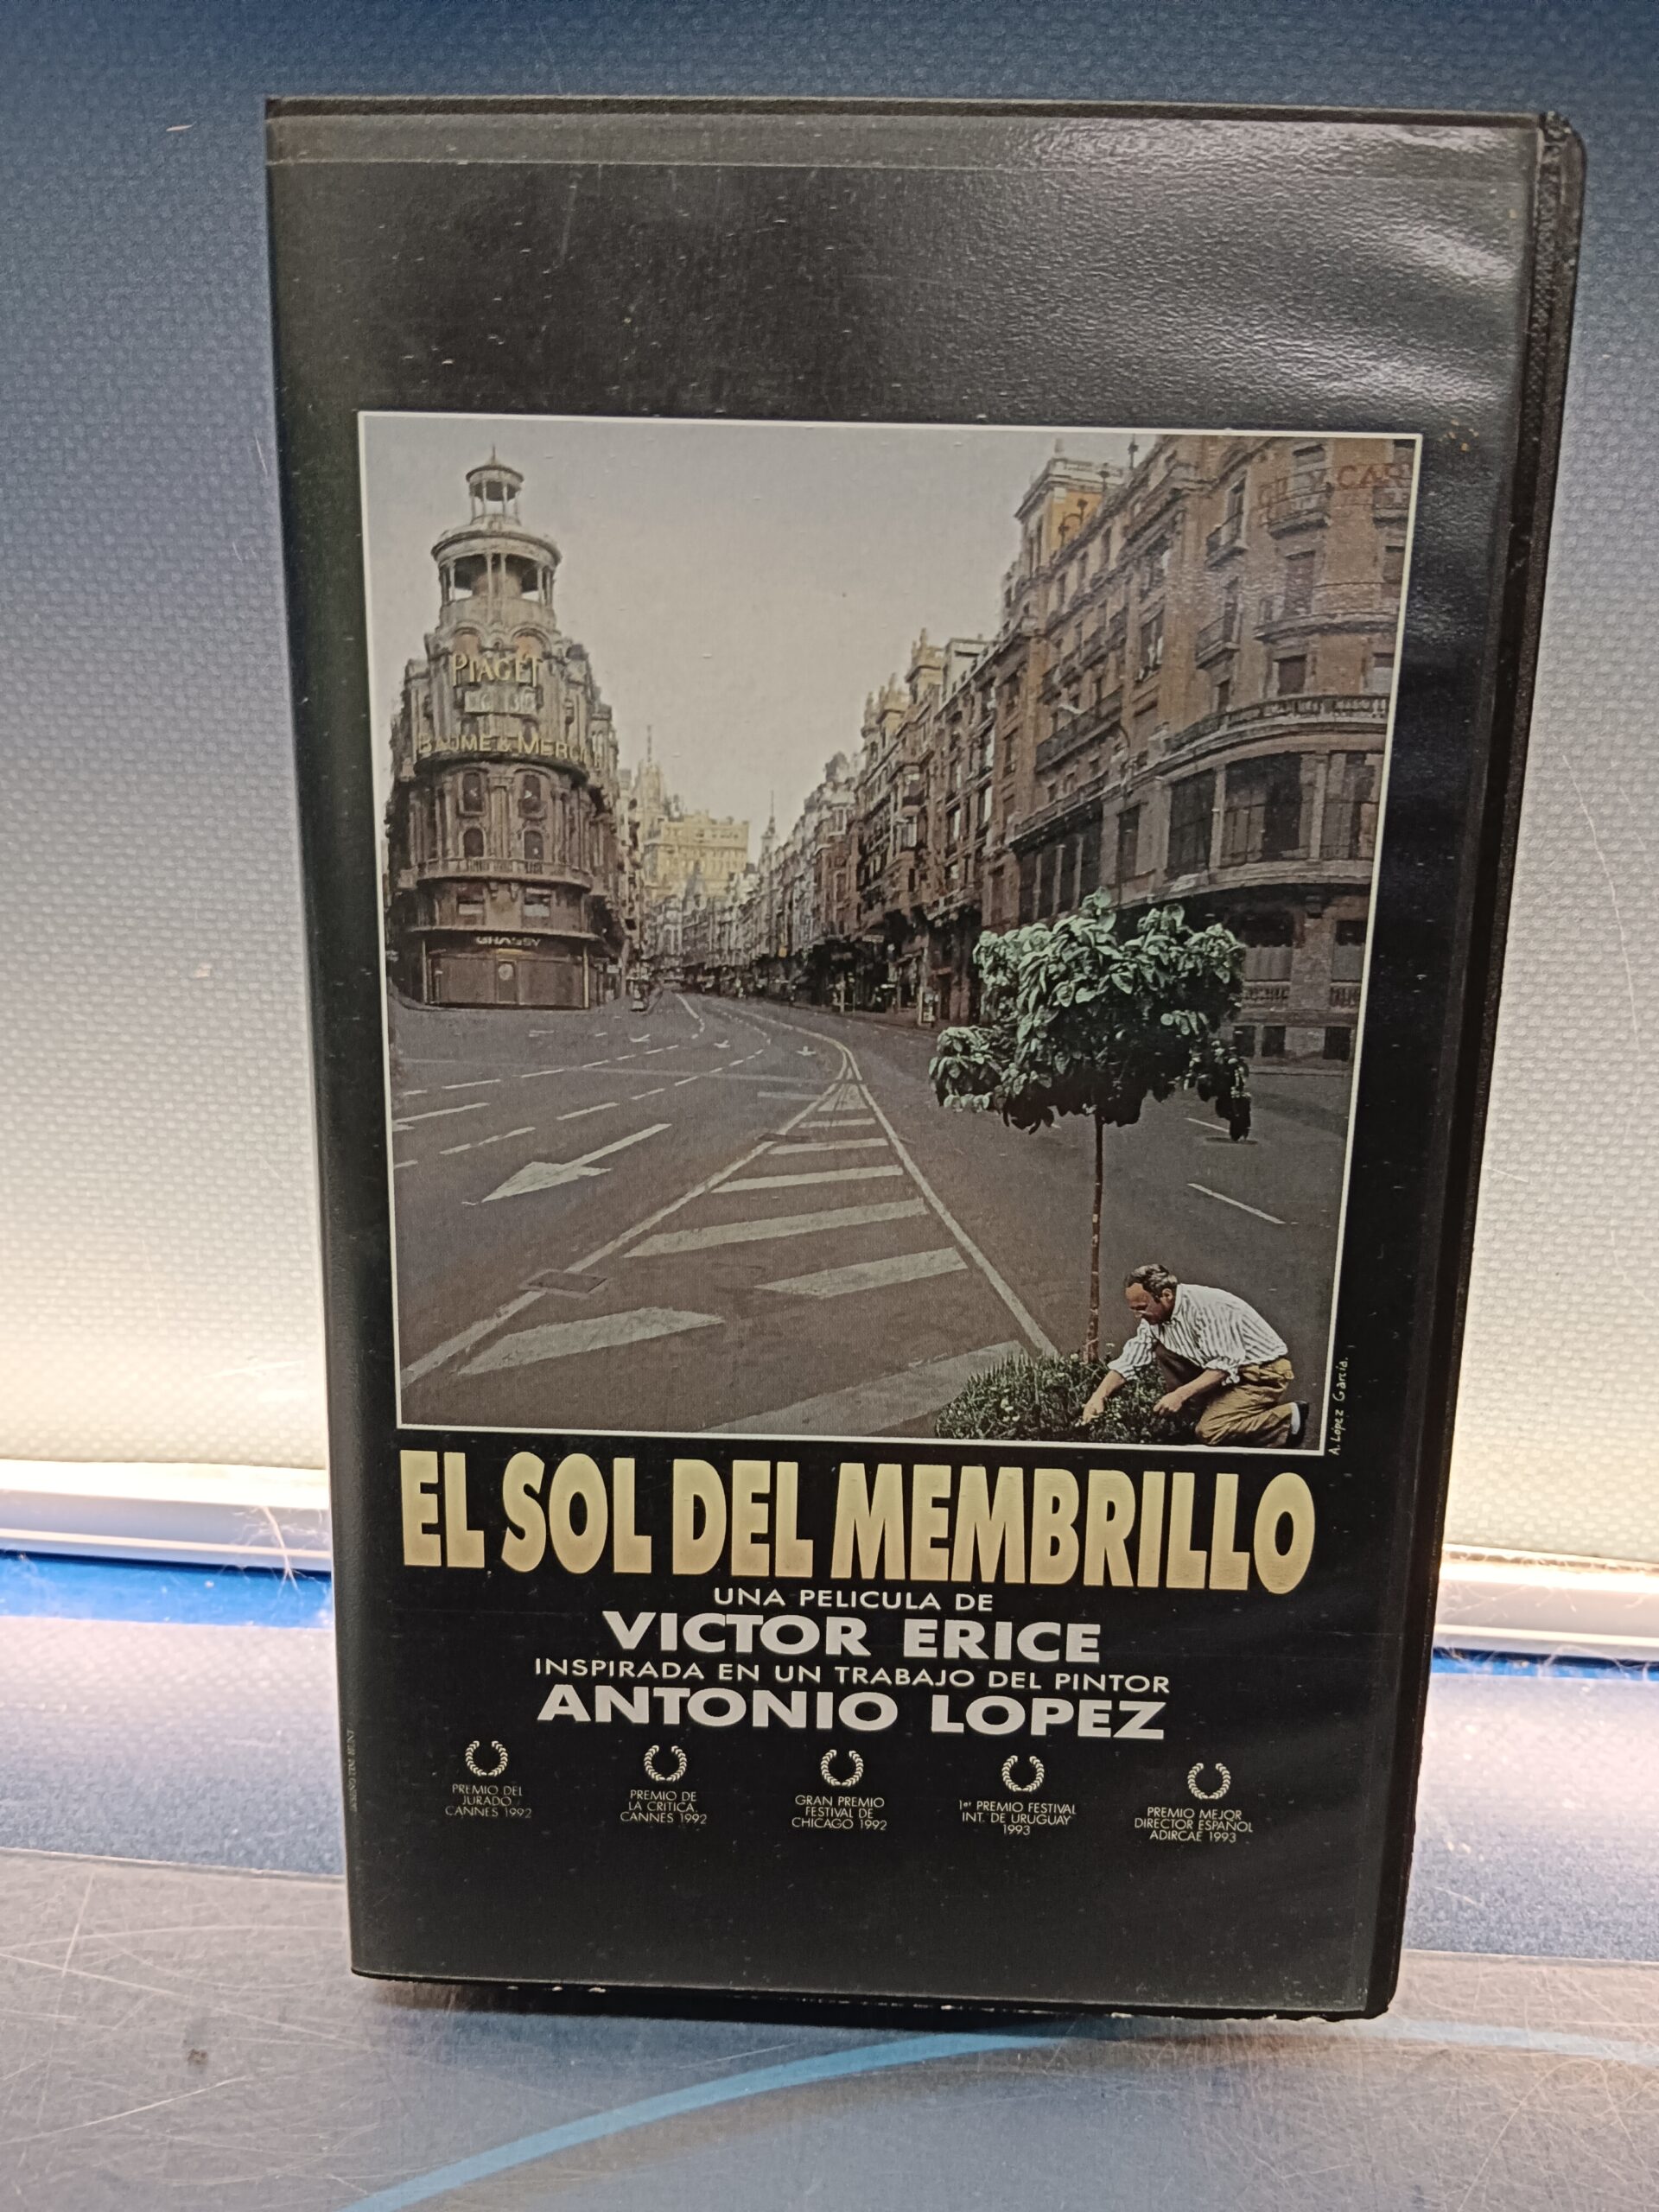 PIAGET
BAUME & MERCIER
GRASSY
A. López García.
EL SOL DEL MEMBRILLO
UNA PELICULA DE
VICTOR ERICE
INSPIRADA EN UN TRABAJO DEL PINTOR
ANTONIO LOPEZ
PREMIO DEL
JURADO
CANNES 1992
PREMIO DE
LA CRITICA,
CANNES 1992
GRAN PREMIO
FESTIVAL DE
CHICAGO 1992
1er PREMIO FESTIVAL
INT. DE URUGUAY
1993
PREMIO MEJOR
DIRECTOR ESPAÑOL
ADIRCAE 1993